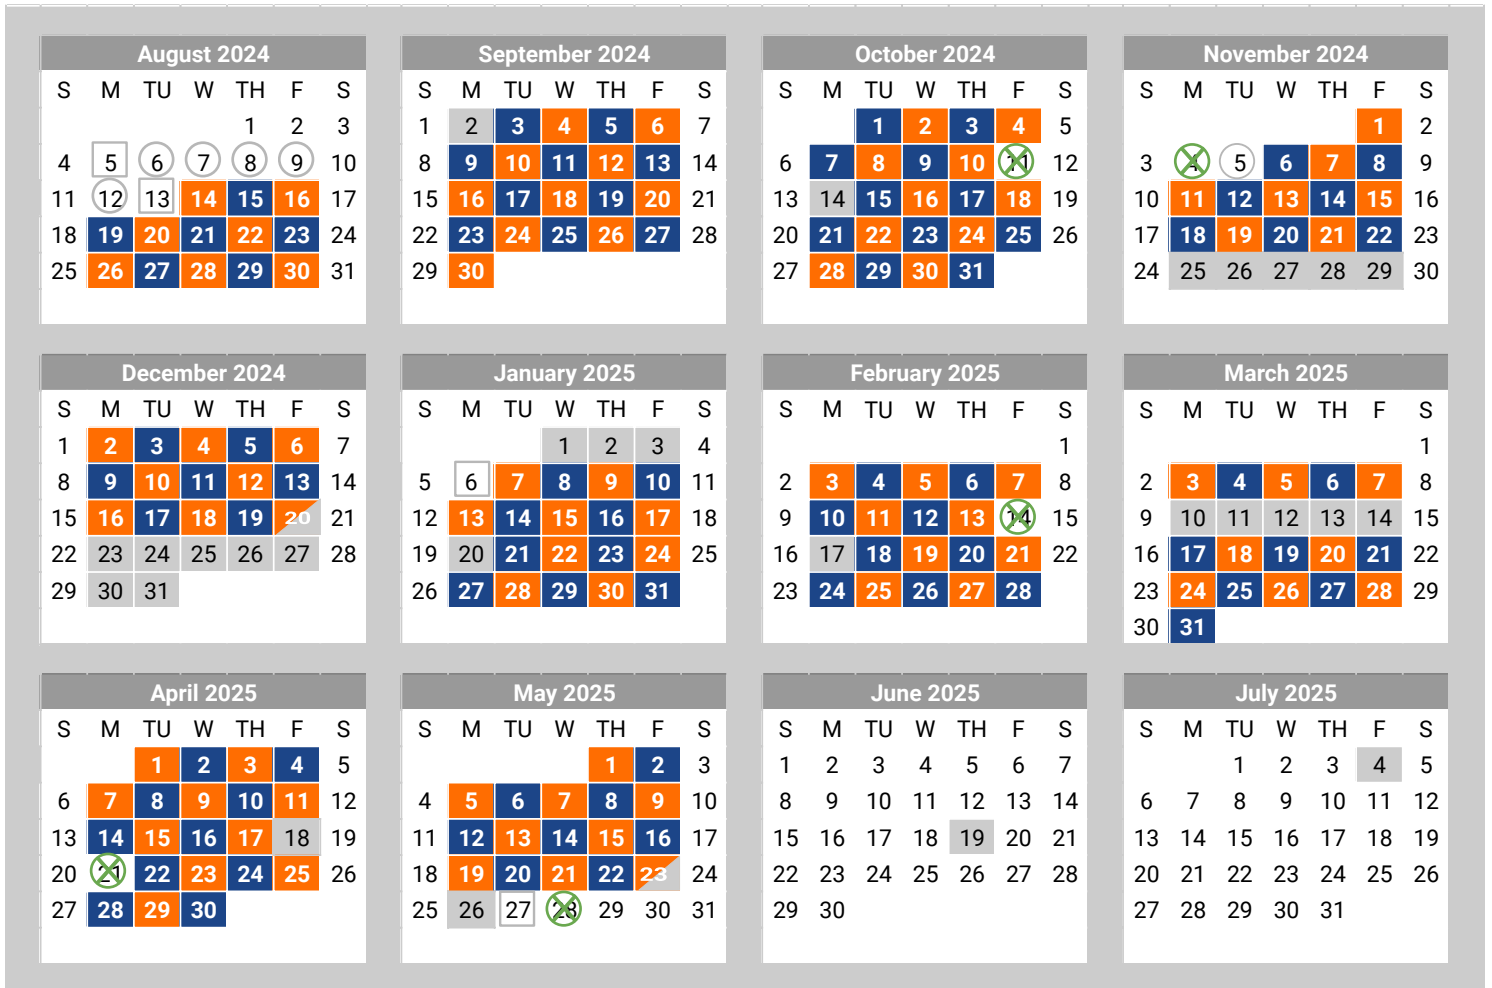 August 2024
S M TU W TH F S
1 2 3
4 5 6 7 8 9 10
11 12 13 14 15 16 17
18 19 20 21 22 23 24
25 26 27 28 29 30 31
September 2024
S M TU W TH F S
1 2 3 4 5 6 7
8 9 10 11 12 13 14
15 16 17 18 19 20 21
22 23 24 25 26 27 28
29 30
October 2024
S M TU W TH F S
1 2 3 4 5
6 7 8 9 10 11 12
13 14 15 16 17 18 19
20 21 22 23 24 25 26
27 28 29 30 31
November 2024
S M TU W TH F S
1 2
3 4 5 6 7 8 9
10 11 12 13 14 15 16
17 18 19 20 21 22 23
24 25 26 27 28 29 30
December 2024
S M TU W TH F S
1 2 3 4 5 6 7
8 9 10 11 12 13 14
15 16 17 18 19 20 21
22 23 24 25 26 27 28
29 30 31
January 2025
S M TU W TH F S
1 2 3 4
5 6 7 8 9 10 11
12 13 14 15 16 17 18
19 20 21 22 23 24 25
26 27 28 29 30 31
February 2025
S M TU W TH F S
1
2 3 4 5 6 7 8
9 10 11 12 13 14 15
16 17 18 19 20 21 22
23 24 25 26 27 28
March 2025
S M TU W TH F S
1
2 3 4 5 6 7 8
9 10 11 12 13 14 15
16 17 18 19 20 21 22
23 24 25 26 27 28 29
30 31
April 2025
S M TU W TH F S
1 2 3 4 5
6 7 8 9 10 11 12
13 14 15 16 17 18 19
20 21 22 23 24 25 26
27 28 29 30
May 2025
S M TU W TH F S
1 2 3
4 5 6 7 8 9 10
11 12 13 14 15 16 17
18 19 20 21 22 23 24
25 26 27 28 29 30 31
June 2025
S M TU W TH F S
1 2 3 4 5 6 7
8 9 10 11 12 13 14
15 16 17 18 19 20 21
22 23 24 25 26 27 28
29 30
July 2025
S M TU W TH F S
1 2 3 4 5
6 7 8 9 10 11 12
13 14 15 16 17 18 19
20 21 22 23 24 25 26
27 28 29 30 31